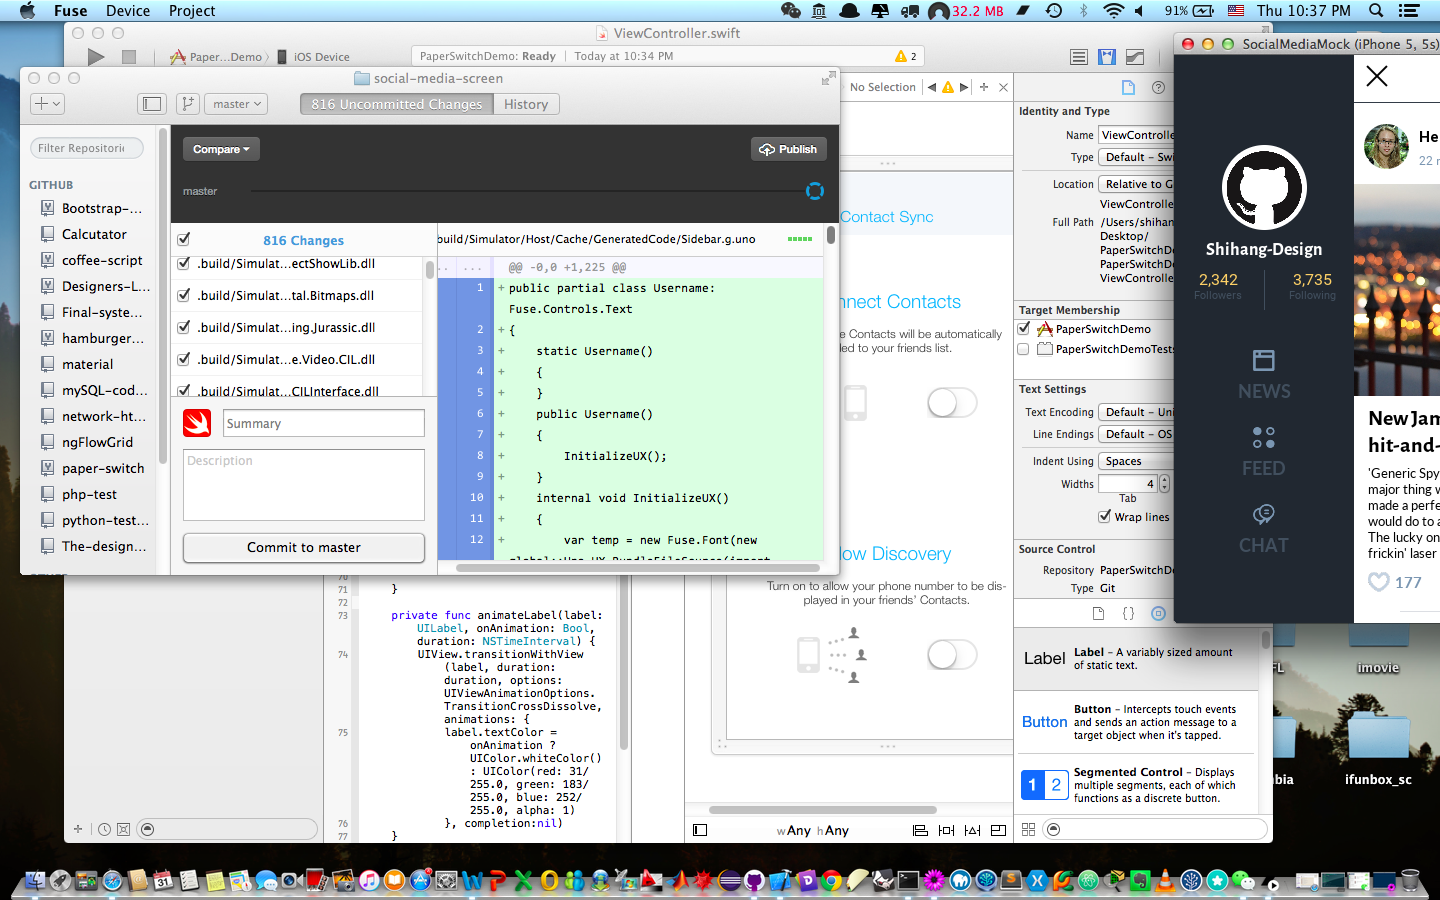 Fuse Device Project
32.2 MB 91% Thu 10:37 PM
ViewController.swift
Paper...Demo iOS Device
PaperSwitchDemo: Ready Today at 10:34 PM 2
social-media-screen
master 816 Uncommitted Changes History
Compare Publish
master
GITHUB
Bootstrap-...
Calcutator
coffee-script
Designers-L...
Final-syste...
hamburger...
material
mySQL-cod...
network-ht...
ngFlowGrid
paper-switch
php-test
python-test...
The-design...
816 Changes
.build/Simulat...ectShowLib.dll
.build/Simulat...tal.Bitmaps.dll
.build/Simulat...ing.Jurassic.dll
.build/Simulat...e.Video.CIL.dll
.build/Simulat...CILInterface.dll
Summary
Description
Commit to master
build/Simulator/Host/Cache/GeneratedCode/Sidebar.g.uno
... @@ -0,0 +1,225 @@
1 +public partial class Username:
Fuse.Controls.Text
2 +{
3 + static Username()
4 + {
5 + }
6 + public Username()
7 + {
8 + InitializeUX();
9 + }
10 + internal void InitializeUX()
11 + {
12 + var temp = new Fuse.Font(new
71 }
72
73 private func animateLabel(label:
UILabel, onAnimation: Bool,
duration: NSTimeInterval) {
74 UIView.transitionWithView
(label, duration:
duration, options:
UIViewAnimationOptions.
TransitionCrossDissolve,
animations: {
75 label.textColor =
onAnimation ?
UIColor.whiteColor()
: UIColor(red: 31/
255.0, green: 183/
255.0, blue: 252/
255.0, alpha: 1)
76 }, completion:nil)
77 }
No Selection
Contact Sync
nnect Contacts
e Contacts will be automatically
ed to your friends list.
ow Discovery
Turn on to allow your phone number to be dis-
played in your friends' Contacts.
wAny hAny
Identity and Type
Name ViewControlle
Type Default - Swi
Location Relative to G
ViewControlle
Full Path /Users/shihan
Desktop/
PaperSwitchD
PaperSwitchD
ViewControlle
Target Membership
PaperSwitchDemo
PaperSwitchDemoTests
Text Settings
Text Encoding Default - Uni
Line Endings Default - OS
Indent Using Spaces
Widths 4
Tab
Wrap lines
Source Control
Repository PaperSwitchDe
Type Git
Label Label - A variably sized amount
of static text.
Button Button - Intercepts touch events
and sends an action message to a
target object when it's tapped.
1 2 Segmented Control - Displays
multiple segments, each of which
functions as a discrete button.
SocialMediaMock (iPhone 5, 5s)
Shihang-Design
2,342 3,735
Followers Following
NEWS
FEED
CHAT
He
22 r
New Jam
hit-and-
'Generic Spy
major thing w
made a perfe
would do to a
The lucky on
frickin' laser
177
FL imovie
bia ifunbox_sc